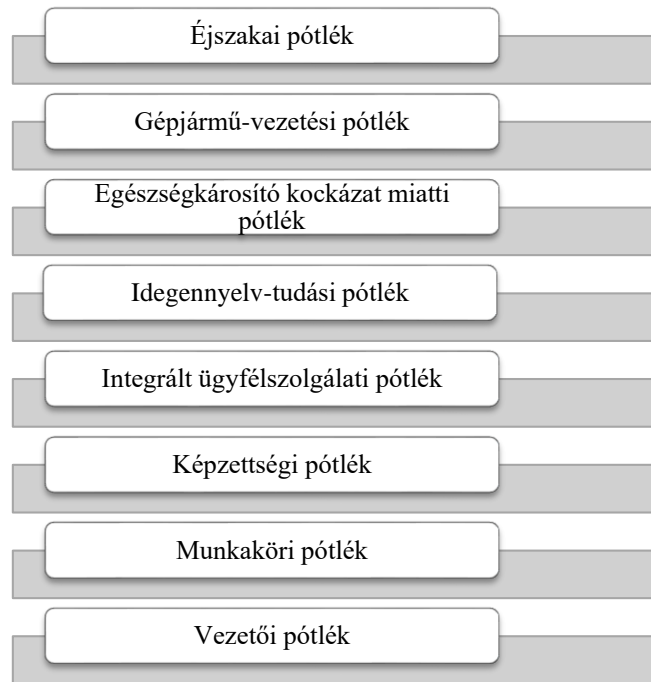 Éjszakai pótlék
Gépjármű-vezetési pótlék
Egészségkárosító kockázat miatti
pótlék
Idegennyelv-tudási pótlék
Integrált ügyfélszolgálati pótlék
Képzettségi pótlék
Munkaköri pótlék
Vezetői pótlék